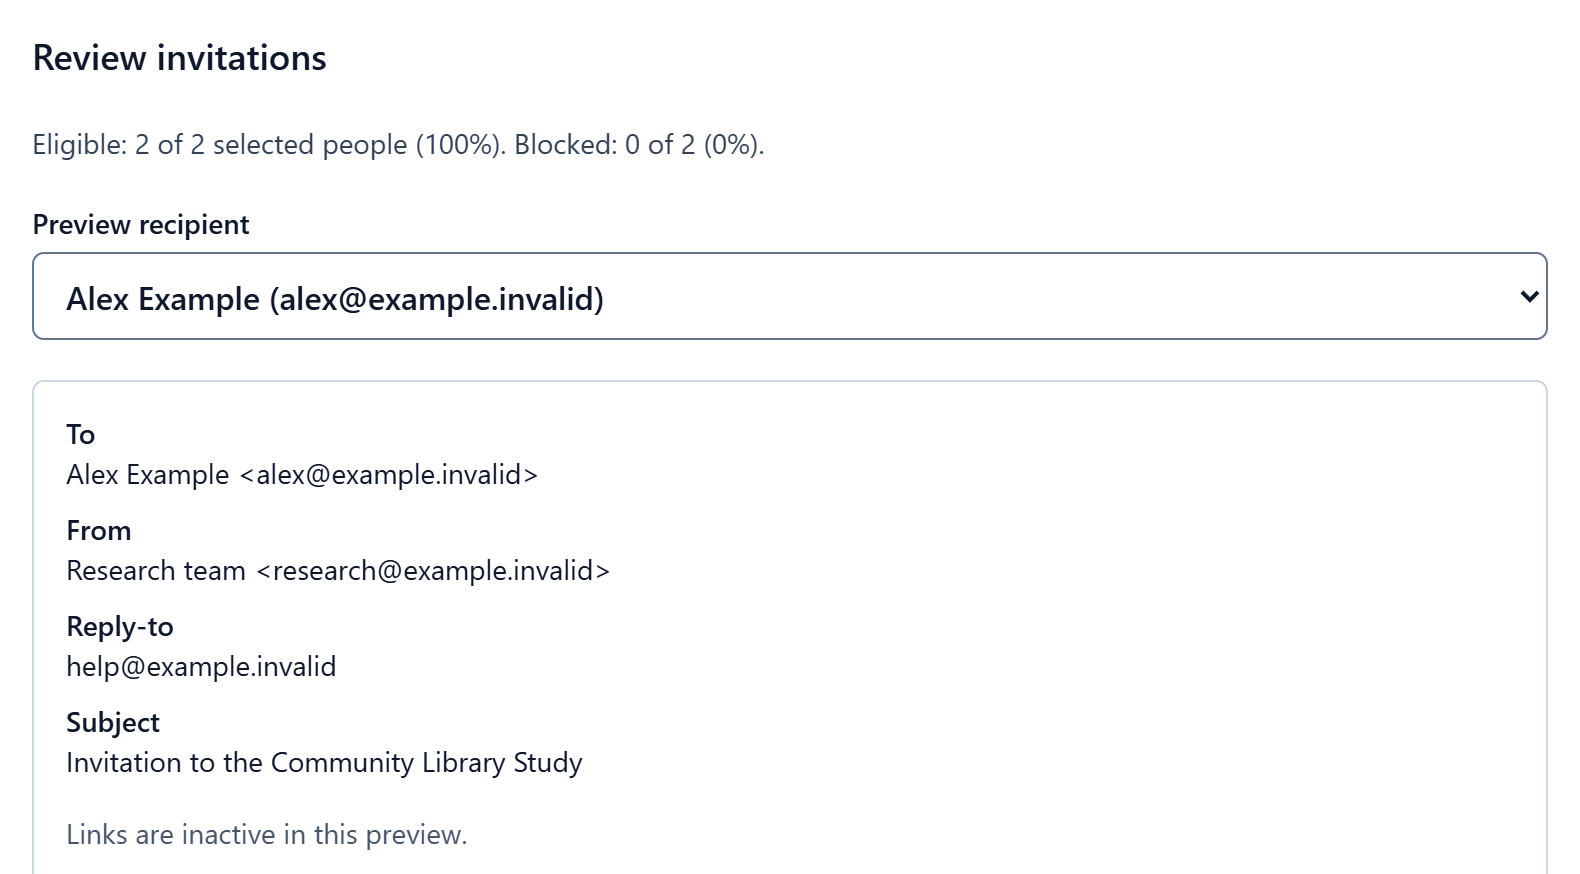 Review invitations
Eligible: 2 of 2 selected people (100%). Blocked: 0 of 2 (0%).
Preview recipient
Alex Example (alex@example.invalid)
To
Alex Example <alex@example.invalid>
From
Research team <research@example.invalid>
Reply-to
help@example.invalid
Subject
Invitation to the Community Library Study
Links are inactive in this preview.